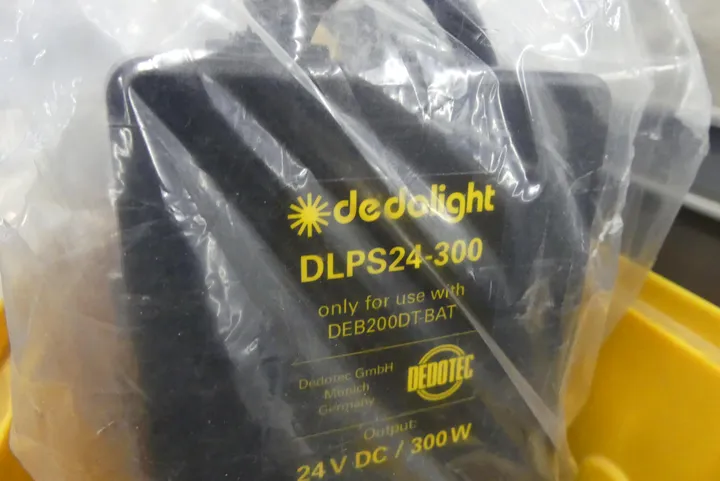 dedolight
DLPS24-300
only for use with
DEB200DT-BAT
Dedotec GmbH
Munich
Germany
DEDOTEC
Output:
24 V DC / 300 W